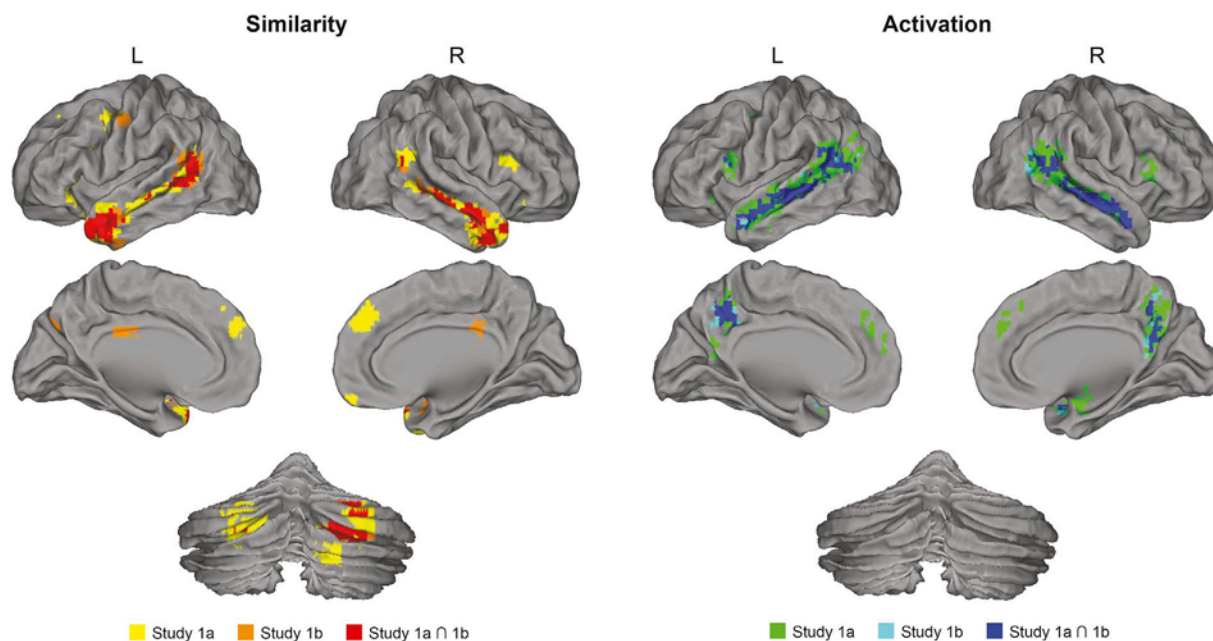 Similarity
L
R
Activation
L
R
Study 1a
Study 1b
Study 1a ∩ 1b
Study 1a
Study 1b
Study 1a ∩ 1b